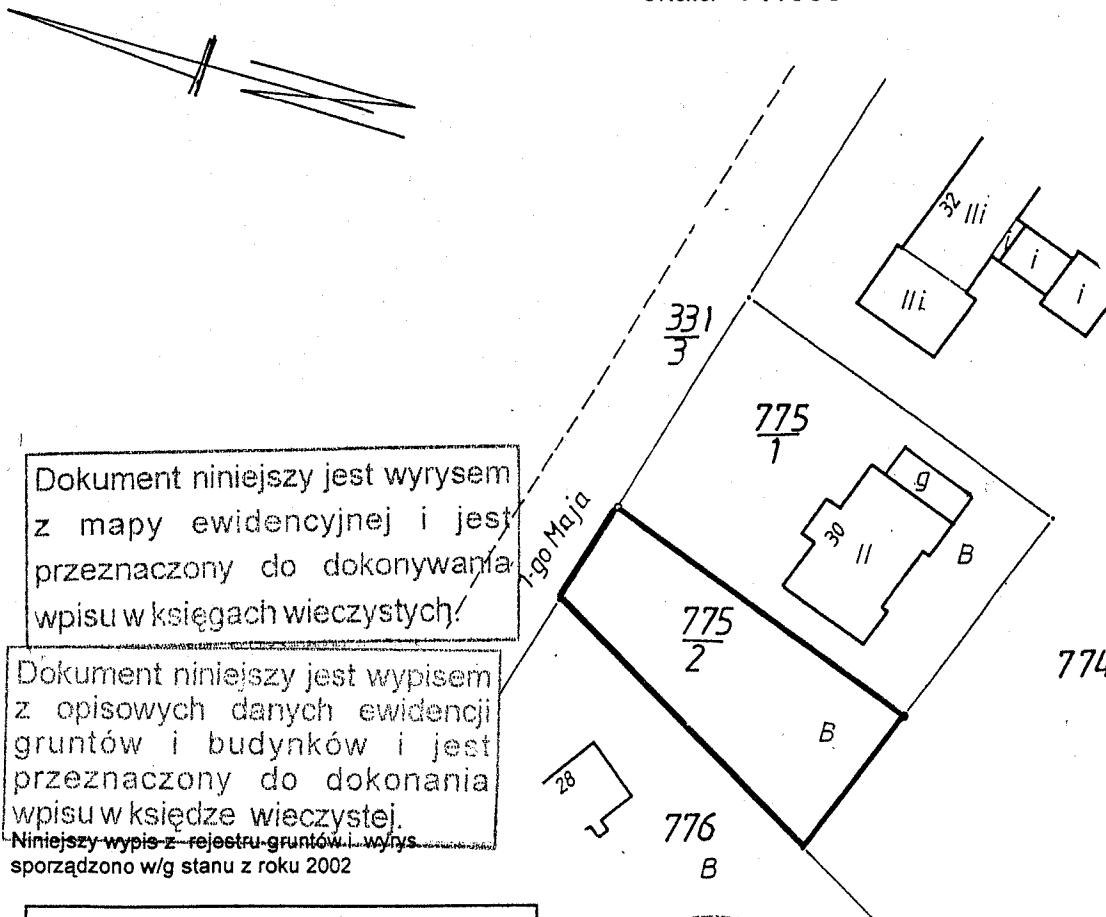 331
3
32
IIi
i
i
IIi
i
775
1
g
30
II
B
1-go Maja
Dokument niniejszy jest wyrysem
z mapy ewidencyjnej i jest
przeznaczony do dokonywania
wpisu w księgach wieczystych.
775
2
774
B
Dokument niniejszy jest wypisem
z opisowych danych ewidencji
gruntów i budynków i jest
przeznaczony do dokonania
wpisu w księdze wieczystej.
28
776
B
Niniejszy wypis z rejestru gruntów i wyrys
sporządzono w/g stanu z roku 2002